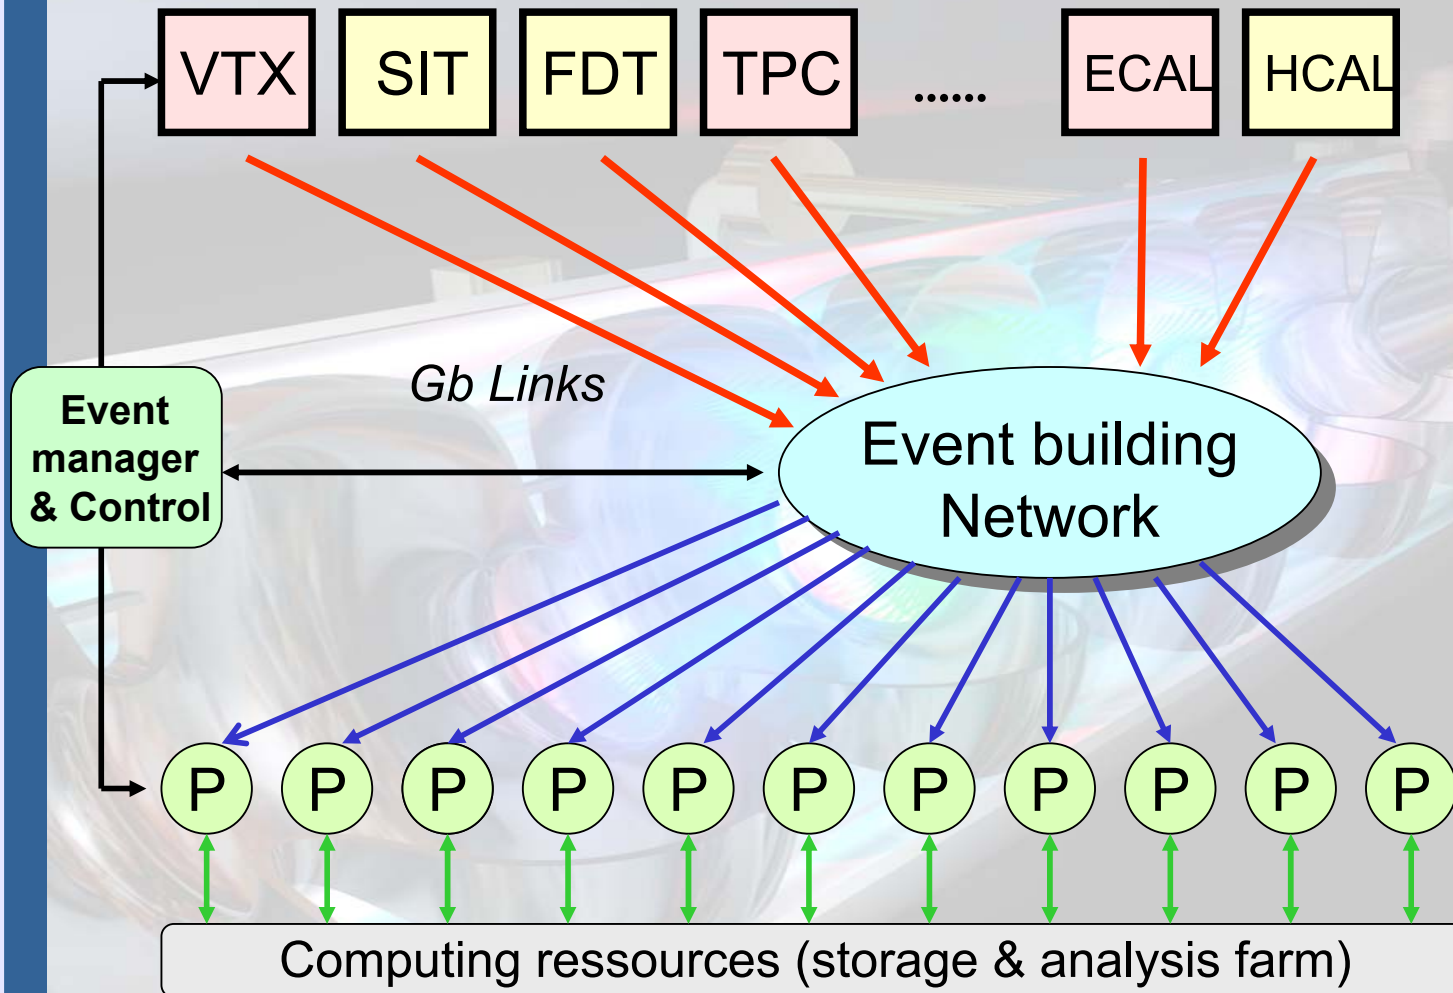 VTX SIT FDT TPC ...... ECAL HCAL
Gb Links
Event
manager
& Control
Event building
Network
P P P P P P P P P P P
Computing ressources (storage & analysis farm)